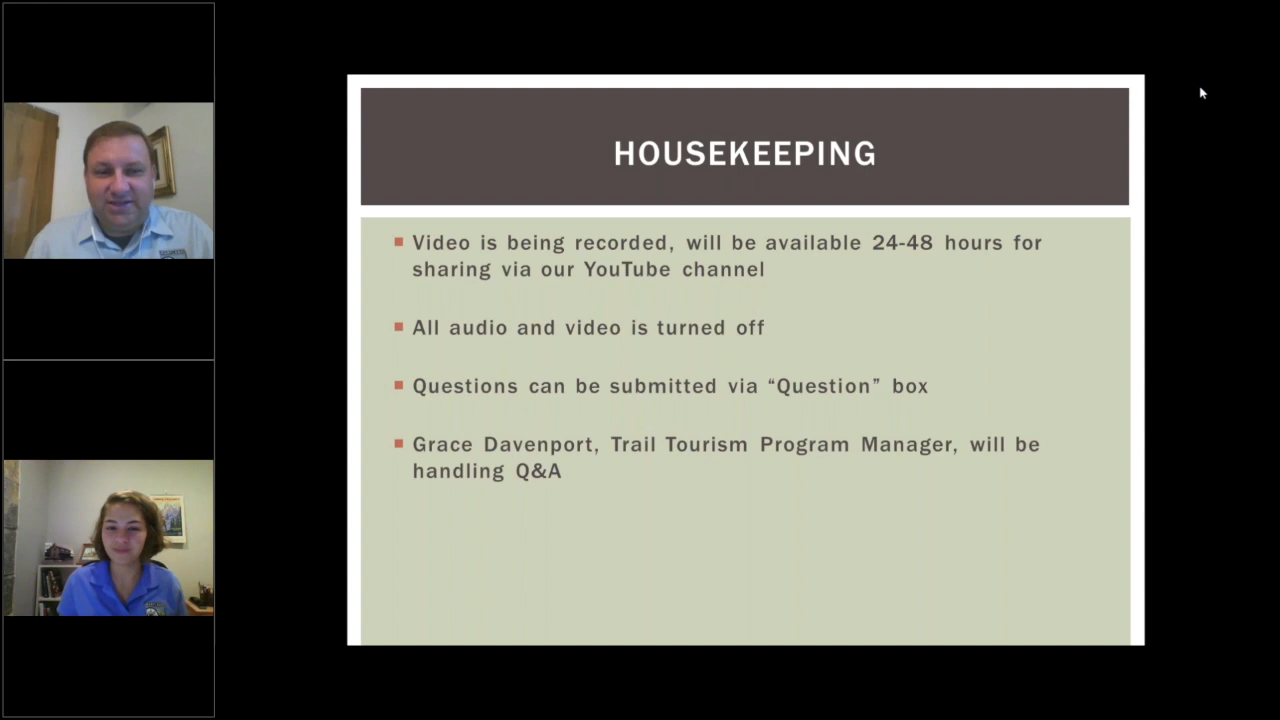 HOUSEKEEPING
Video is being recorded, will be available 24-48 hours for
sharing via our YouTube channel
All audio and video is turned off
Questions can be submitted via “Question” box
Grace Davenport, Trail Tourism Program Manager, will be
handling Q&A